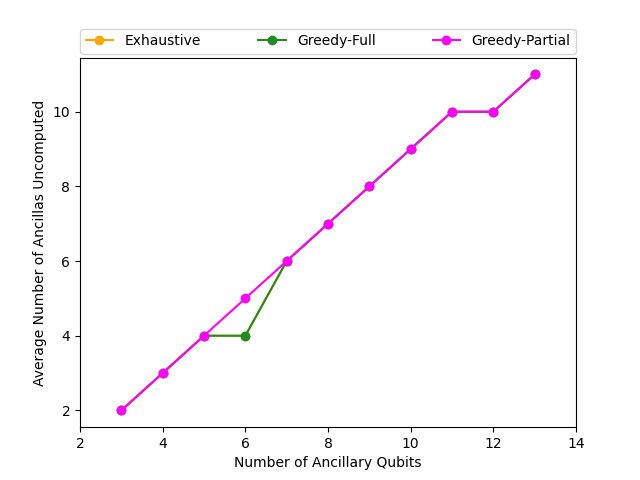 Exhaustive Greedy-Full Greedy-Partial
Average Number of Ancillas Uncomputed
10
8
6
4
2
2 4 6 8 10 12 14
Number of Ancillary Qubits